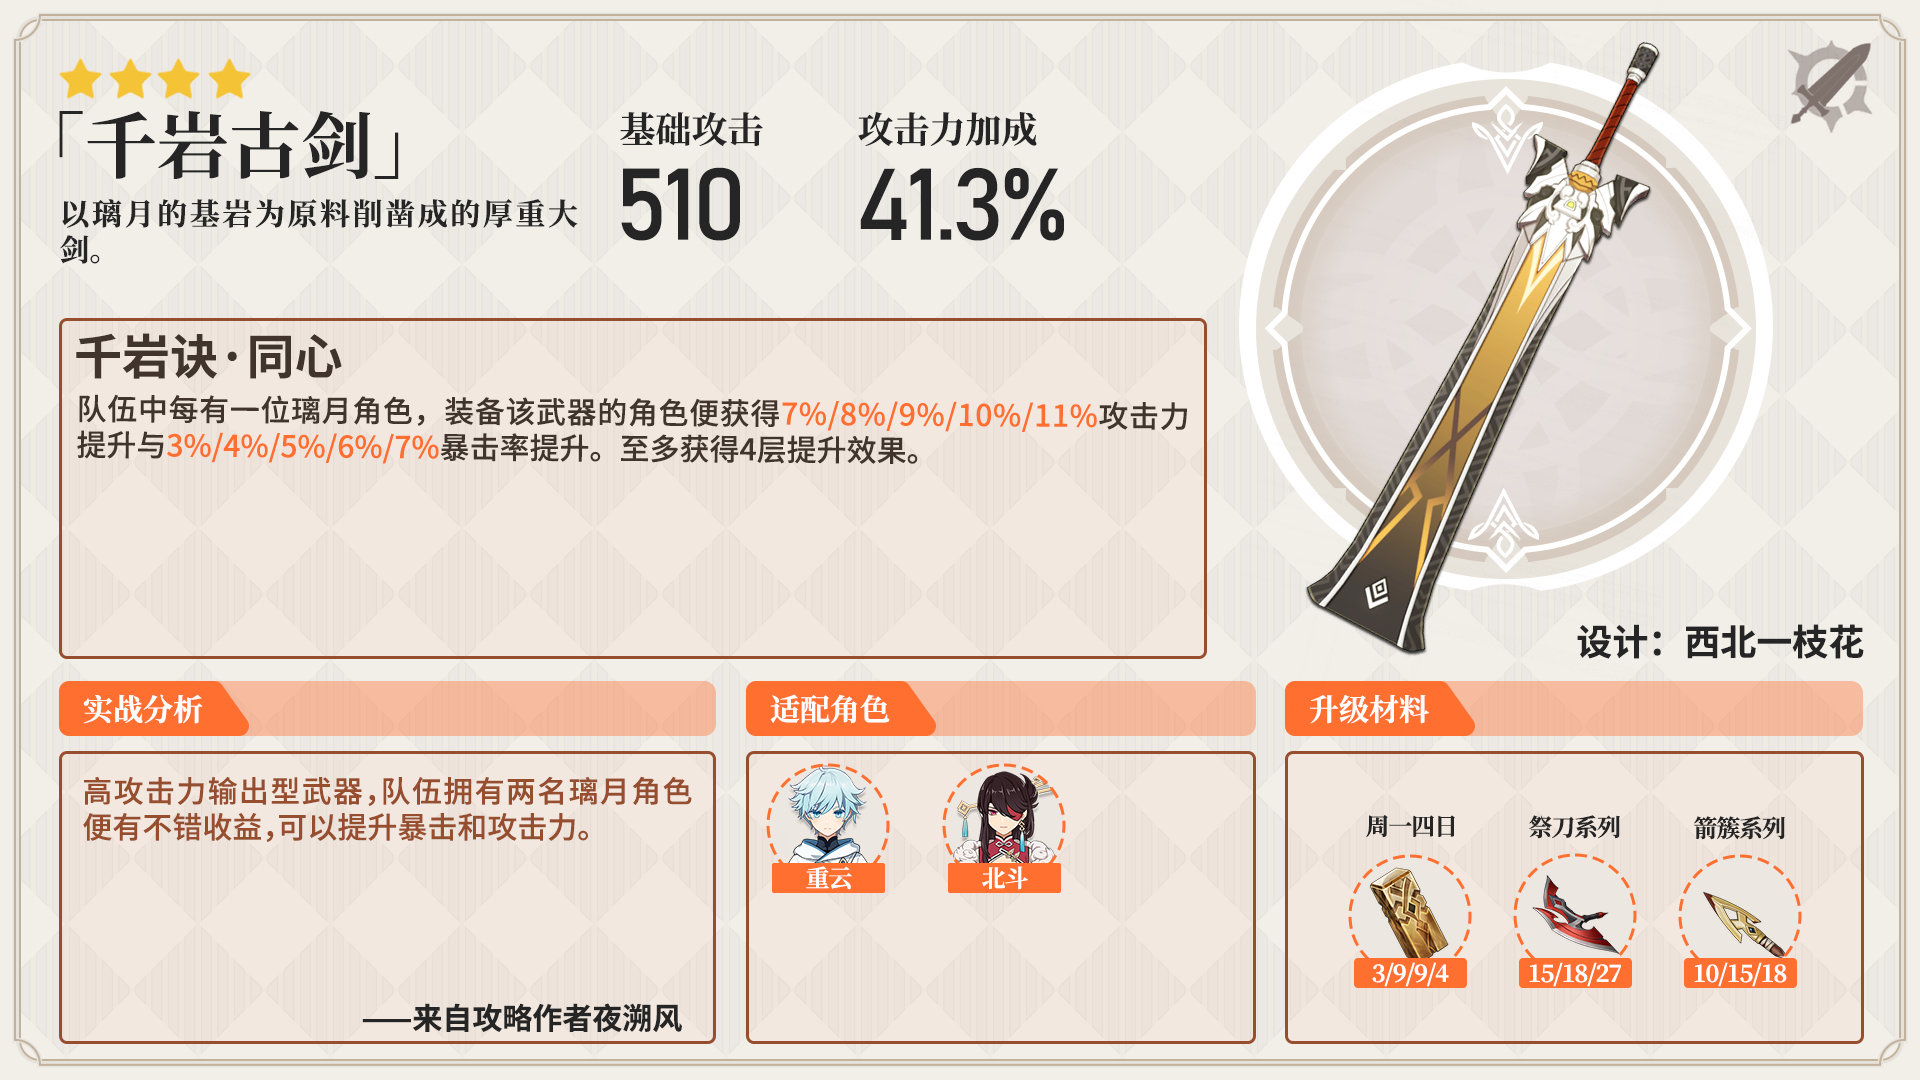 「千岩古剑」
以璃月的基岩为原料削凿成的厚重大
剑。
基础攻击
510
攻击力加成
41.3%
千岩诀·同心
队伍中每有一位璃月角色，装备该武器的角色便获得7%/8%/9%/10%/11%攻击力
提升与3%/4%/5%/6%/7%暴击率提升。至多获得4层提升效果。
设计：西北一枝花
实战分析
高攻击力输出型武器，队伍拥有两名璃月角色
便有不错收益，可以提升暴击和攻击力。
——来自攻略作者夜溯风
适配角色
重云
北斗
升级材料
周一四日
祭刀系列
箭簇系列
3/9/9/4
15/18/27
10/15/18